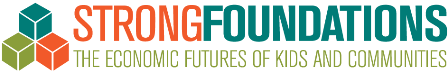 STRONGFOUNDATIONS
THE ECONOMIC FUTURES OF KIDS AND COMMUNITIES